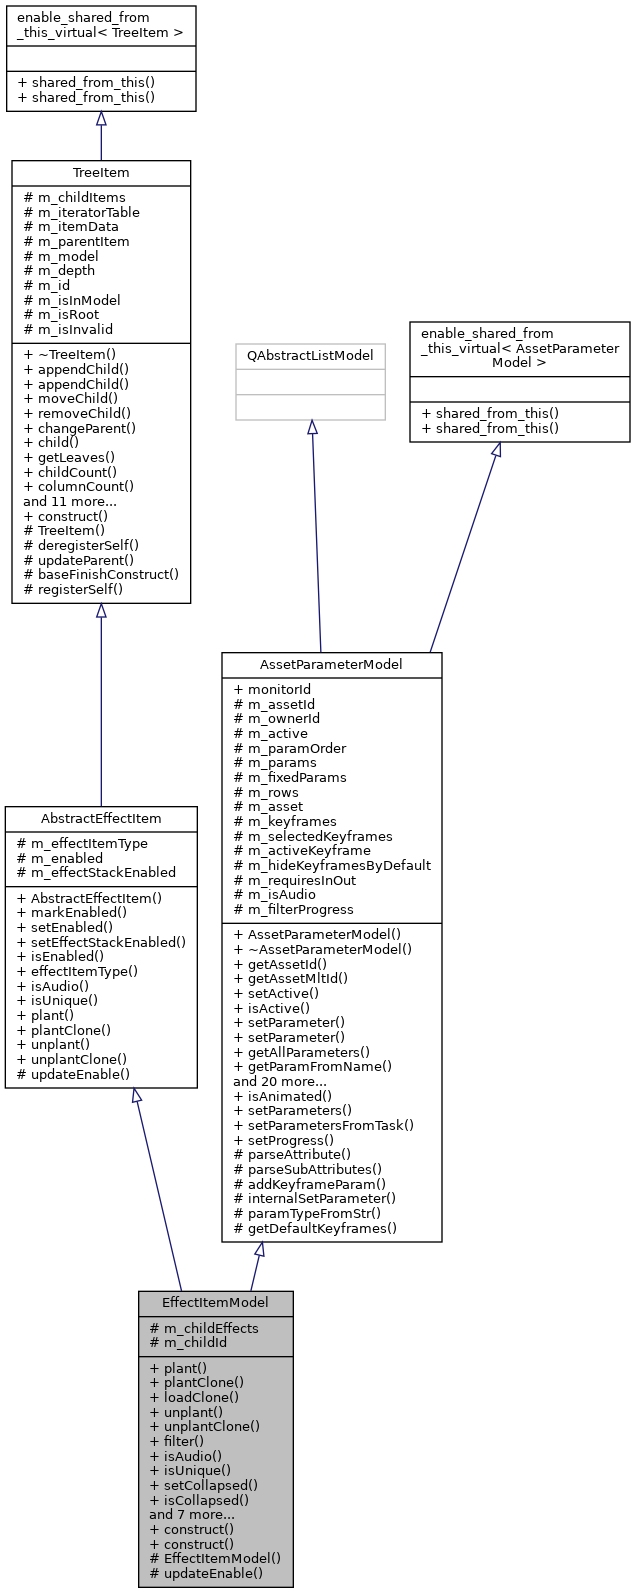 enable_shared_from
_this_virtual< TreeItem >
+ shared_from_this()
+ shared_from_this()
TreeItem
# m_childItems
# m_iteratorTable
# m_itemData
# m_parentItem
# m_model
# m_depth
# m_id
# m_isInModel
# m_isRoot
# m_isInvalid
+ ~TreeItem()
+ appendChild()
+ appendChild()
+ moveChild()
+ removeChild()
+ changeParent()
+ child()
+ getLeaves()
+ childCount()
+ columnCount()
and 11 more...
+ construct()
# TreeItem()
# deregisterSelf()
# updateParent()
# baseFinishConstruct()
# registerSelf()
QAbstractListModel
enable_shared_from
_this_virtual< AssetParameter
Model >
+ shared_from_this()
+ shared_from_this()
AssetParameterModel
+ monitorId
# m_assetId
# m_ownerId
# m_active
# m_paramOrder
# m_params
# m_fixedParams
# m_rows
# m_asset
# m_keyframes
# m_selectedKeyframes
# m_activeKeyframe
# m_hideKeyframesByDefault
# m_requiresInOut
# m_isAudio
# m_filterProgress
+ AssetParameterModel()
+ ~AssetParameterModel()
+ getAssetId()
+ getAssetMltId()
+ setActive()
+ isActive()
+ setParameter()
+ setParameter()
+ getAllParameters()
+ getParamFromName()
and 20 more...
+ isAnimated()
+ setParameters()
+ setParametersFromTask()
+ setProgress()
# parseAttribute()
# parseSubAttributes()
# addKeyframeParam()
# internalSetParameter()
# paramTypeFromStr()
# getDefaultKeyframes()
AbstractEffectItem
# m_effectItemType
# m_enabled
# m_effectStackEnabled
+ AbstractEffectItem()
+ markEnabled()
+ setEnabled()
+ setEffectStackEnabled()
+ isEnabled()
+ effectItemType()
+ isAudio()
+ isUnique()
+ plant()
+ plantClone()
+ unplant()
+ unplantClone()
# updateEnable()
EffectItemModel
# m_childEffects
# m_childId
+ plant()
+ plantClone()
+ loadClone()
+ unplant()
+ unplantClone()
+ filter()
+ isAudio()
+ isUnique()
+ setCollapsed()
+ isCollapsed()
and 7 more...
+ construct()
+ construct()
# EffectItemModel()
# updateEnable()